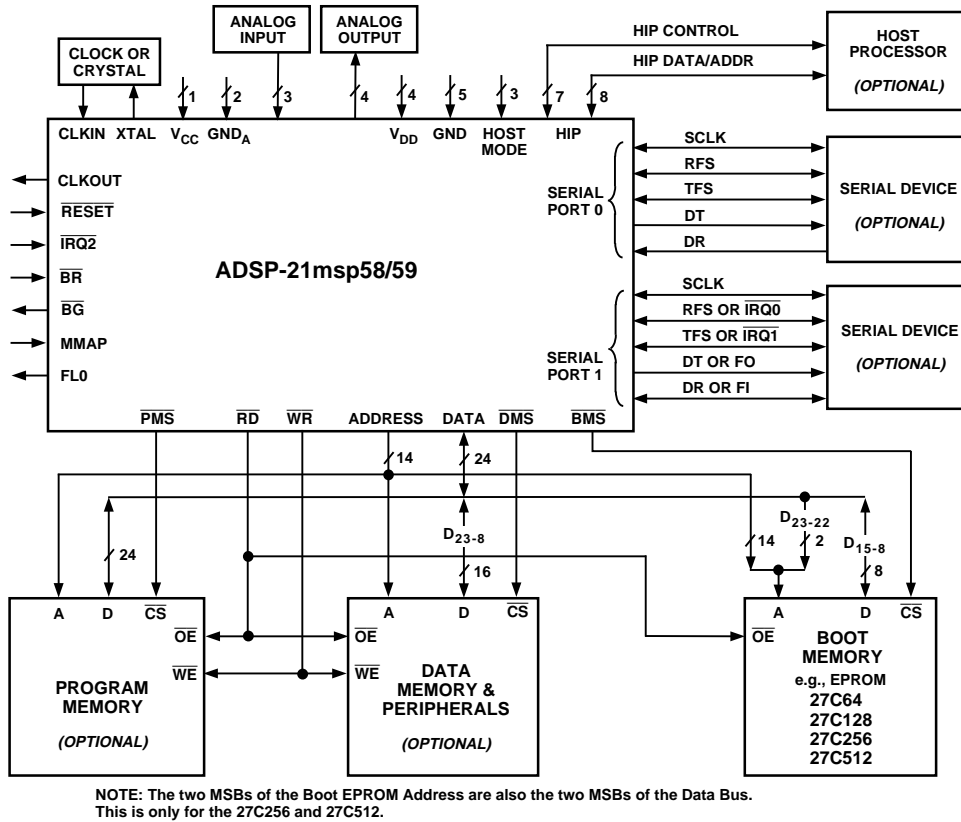 CLOCK OR
CRYSTAL
ANALOG
INPUT
ANALOG
OUTPUT
HIP CONTROL
HIP DATA/ADDR
HOST
PROCESSOR
(OPTIONAL)
1
2
3
4
4
5
3
7
8
CLKIN
XTAL
VCC
GNDA
VDD
GND
HOST
MODE
HIP
CLKOUT
RESET
IRQ2
BR
BG
MMAP
FL0
ADSP-21msp58/59
SERIAL
PORT 0
SCLK
RFS
TFS
DT
DR
SERIAL DEVICE
(OPTIONAL)
SERIAL
PORT 1
SCLK
RFS OR IRQ0
TFS OR IRQ1
DT OR FO
DR OR FI
SERIAL DEVICE
(OPTIONAL)
PMS
RD
WR
ADDRESS
DATA
DMS
BMS
14
24
24
D23-8
16
14
D23-22
2
D15-8
8
A
D
CS
OE
WE
PROGRAM
MEMORY
(OPTIONAL)
A
D
CS
OE
WE
DATA
MEMORY &
PERIPHERALS
(OPTIONAL)
A
D
CS
OE
BOOT
MEMORY
e.g., EPROM
27C64
27C128
27C256
27C512
NOTE: The two MSBs of the Boot EPROM Address are also the two MSBs of the Data Bus.
This is only for the 27C256 and 27C512.